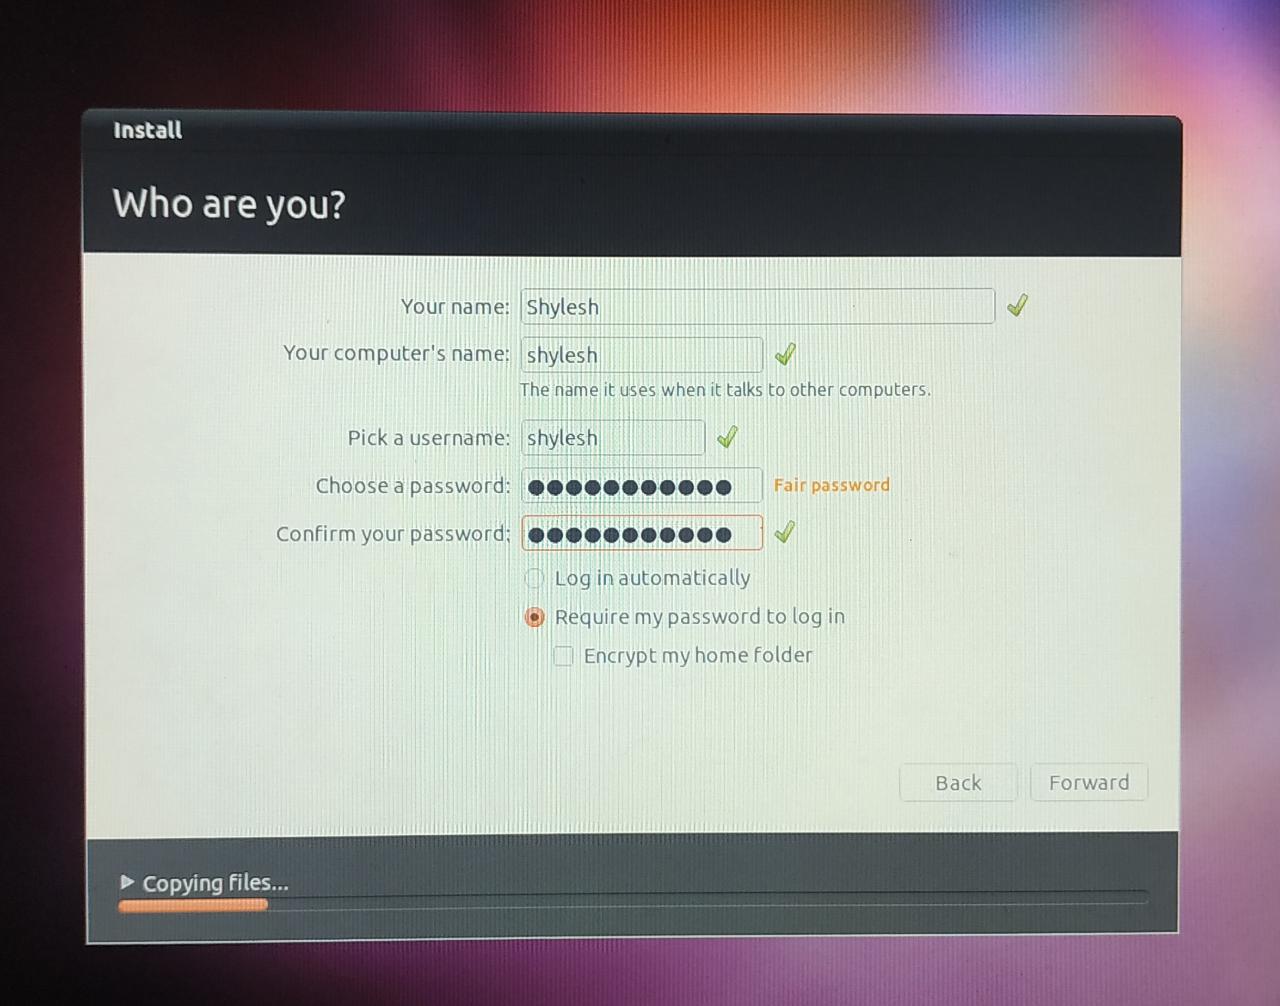 Install
Who are you?
Your name: Shylesh
Your computer's name: shylesh
The name it uses when it talks to other computers.
Pick a username: shylesh
Choose a password: ●●●●●●●●●●● Fair password
Confirm your password: ●●●●●●●●●●●
Log in automatically
Require my password to log in
Encrypt my home folder
Back Forward
Copying files...